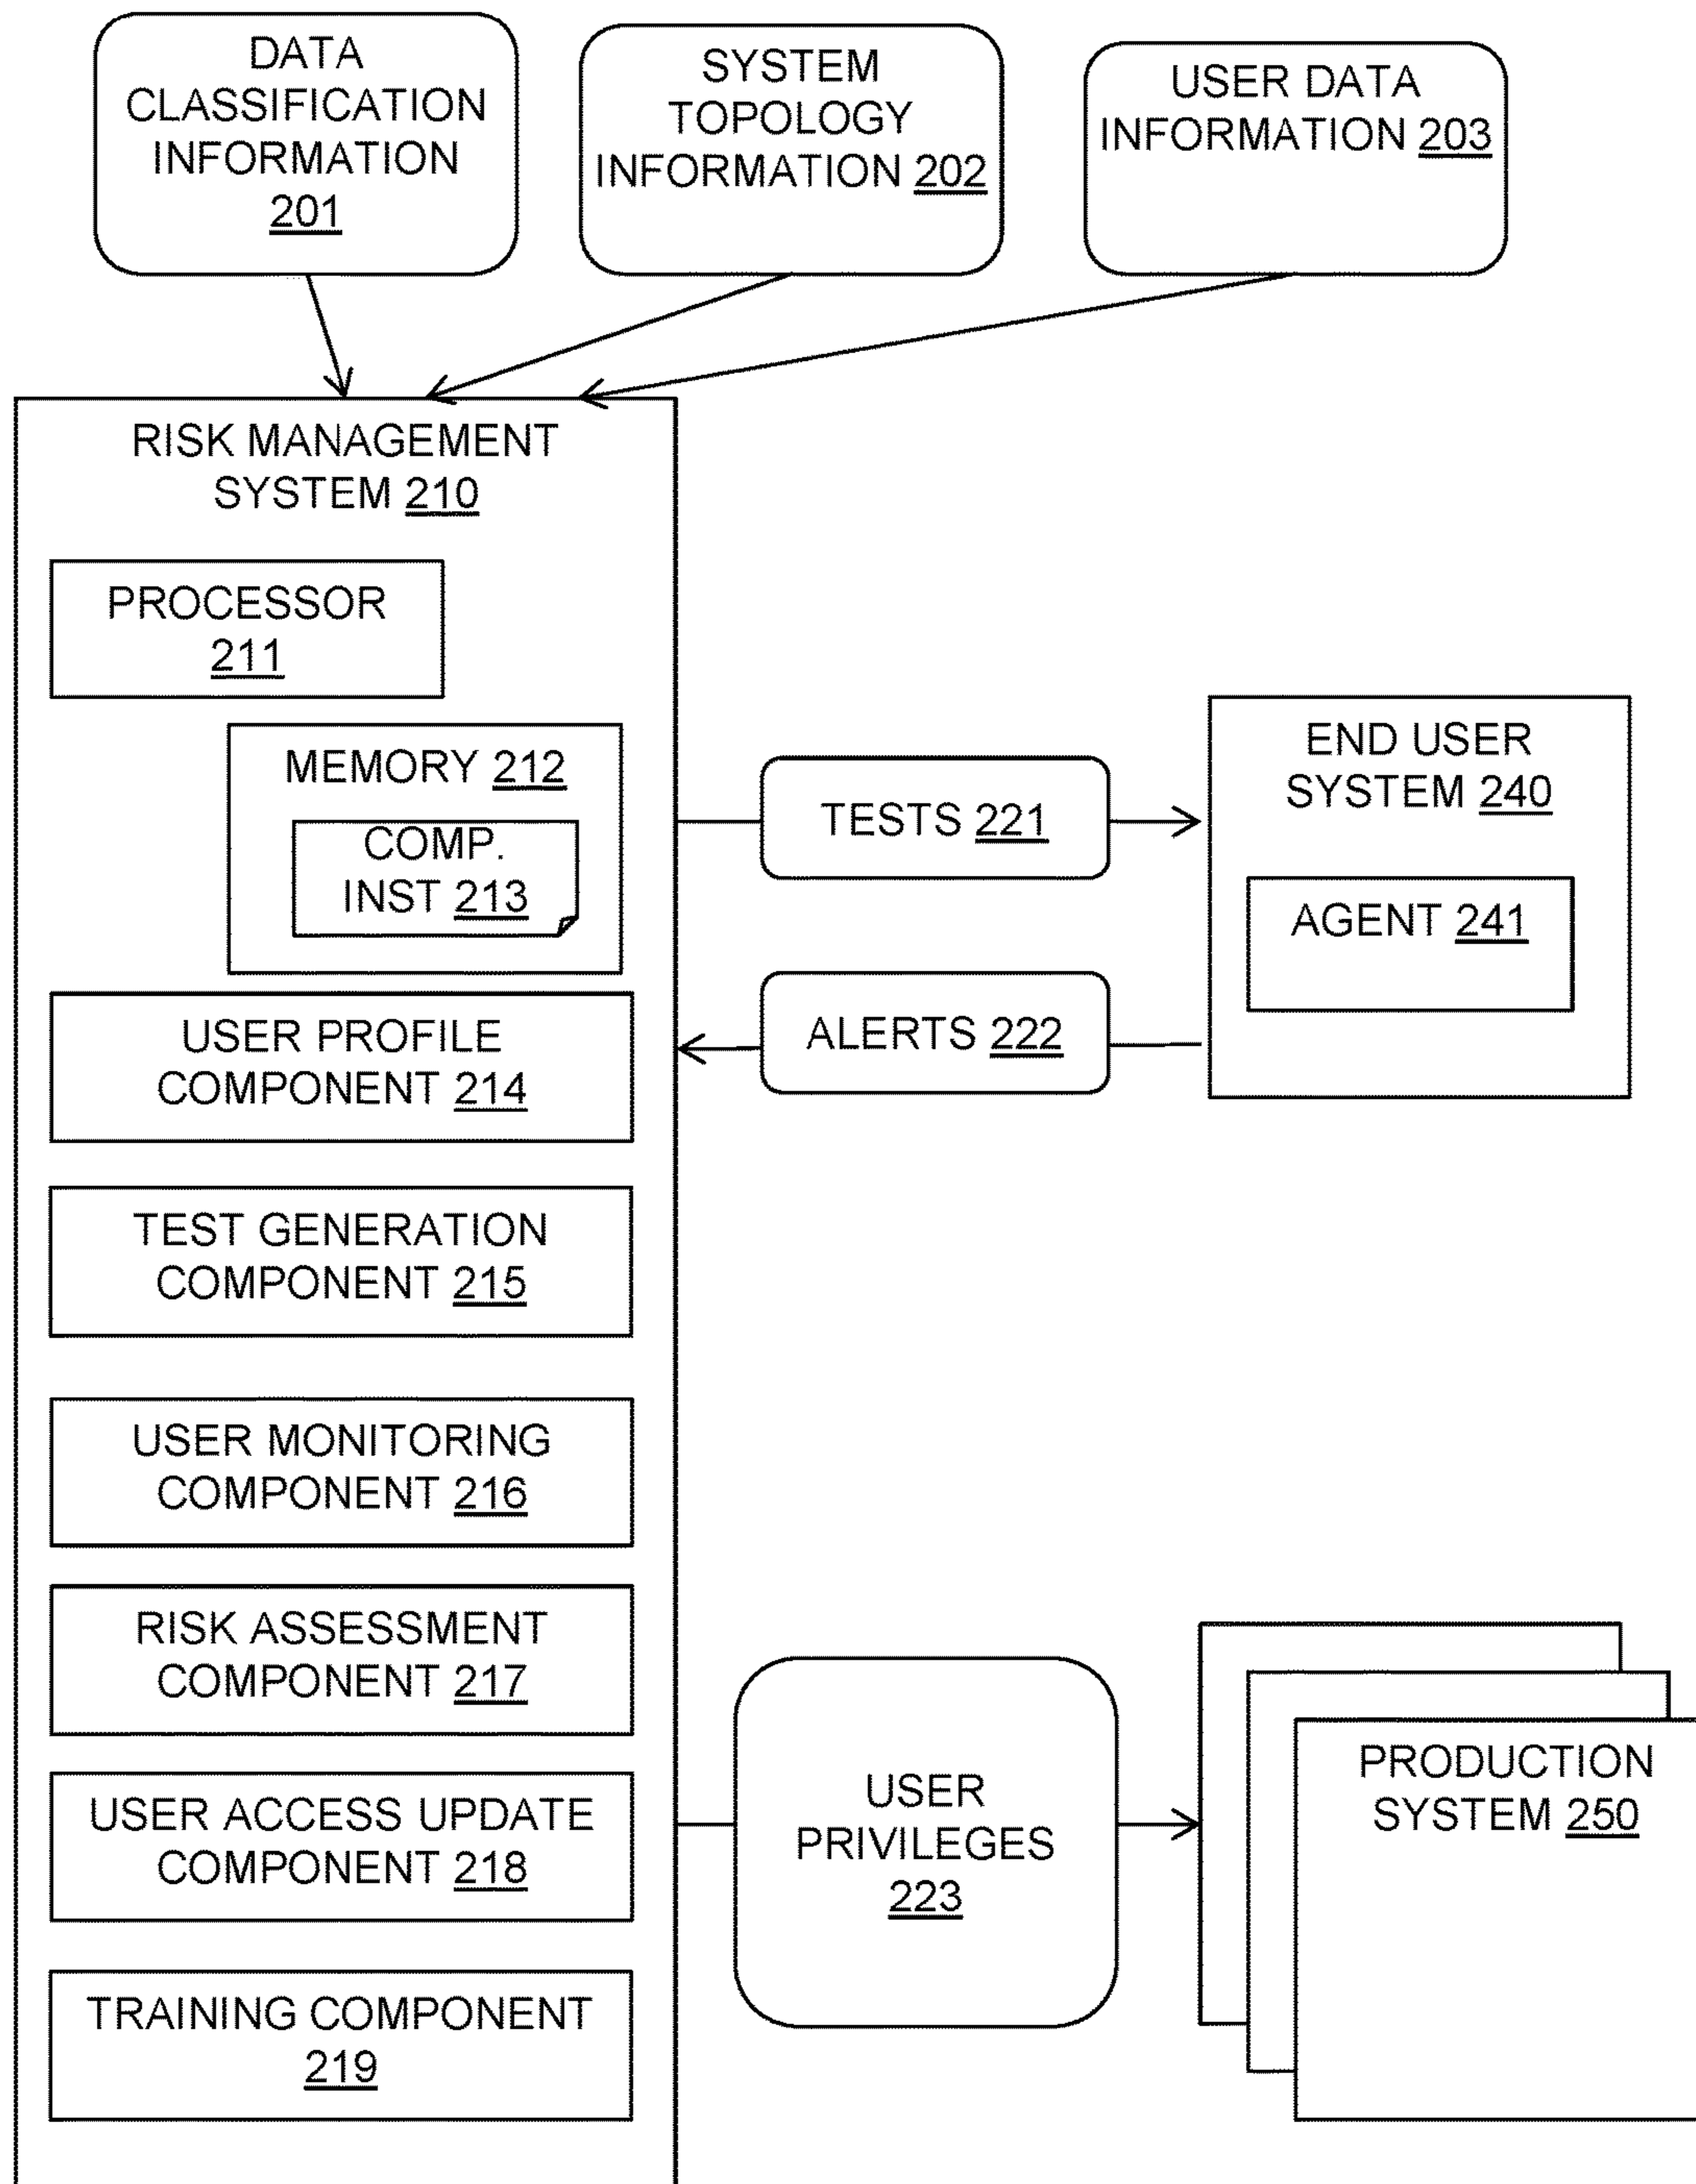 DATA
CLASSIFICATION
INFORMATION
201
SYSTEM
TOPOLOGY
INFORMATION 202
USER DATA
INFORMATION 203
RISK MANAGEMENT
SYSTEM 210
PROCESSOR
211
MEMORY 212
COMP.
INST 213
USER PROFILE
COMPONENT 214
TEST GENERATION
COMPONENT 215
USER MONITORING
COMPONENT 216
RISK ASSESSMENT
COMPONENT 217
USER ACCESS UPDATE
COMPONENT 218
TRAINING COMPONENT
219
TESTS 221
ALERTS 222
END USER
SYSTEM 240
AGENT 241
USER
PRIVILEGES
223
PRODUCTION
SYSTEM 250